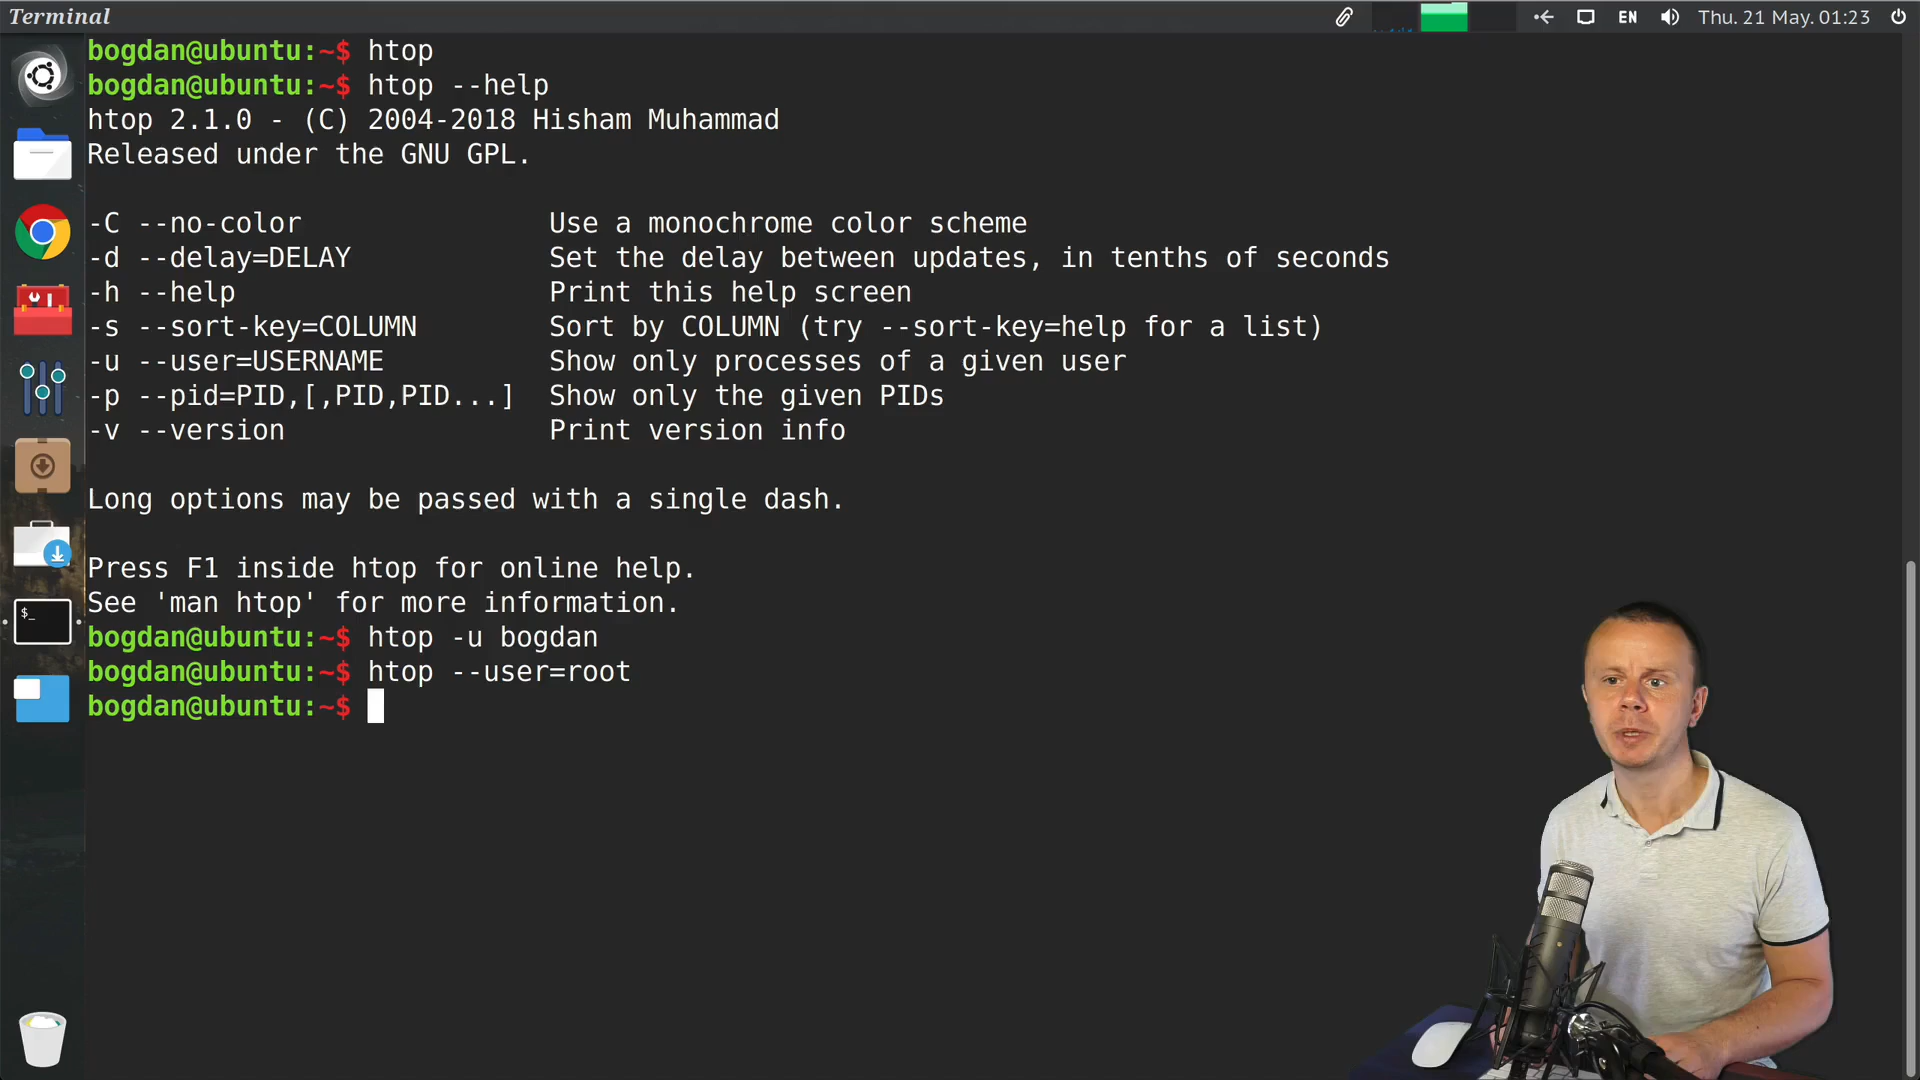 Terminal
EN
Thu. 21 May. 01:23
bogdan@ubuntu:~$ htop
bogdan@ubuntu:~$ htop --help
htop 2.1.0 - (C) 2004-2018 Hisham Muhammad
Released under the GNU GPL.
-C --no-color Use a monochrome color scheme
-d --delay=DELAY Set the delay between updates, in tenths of seconds
-h --help Print this help screen
-s --sort-key=COLUMN Sort by COLUMN (try --sort-key=help for a list)
-u --user=USERNAME Show only processes of a given user
-p --pid=PID,[,PID,PID...] Show only the given PIDs
-v --version Print version info
Long options may be passed with a single dash.
Press F1 inside htop for online help.
See 'man htop' for more information.
bogdan@ubuntu:~$ htop -u bogdan
bogdan@ubuntu:~$ htop --user=root
bogdan@ubuntu:~$
$_